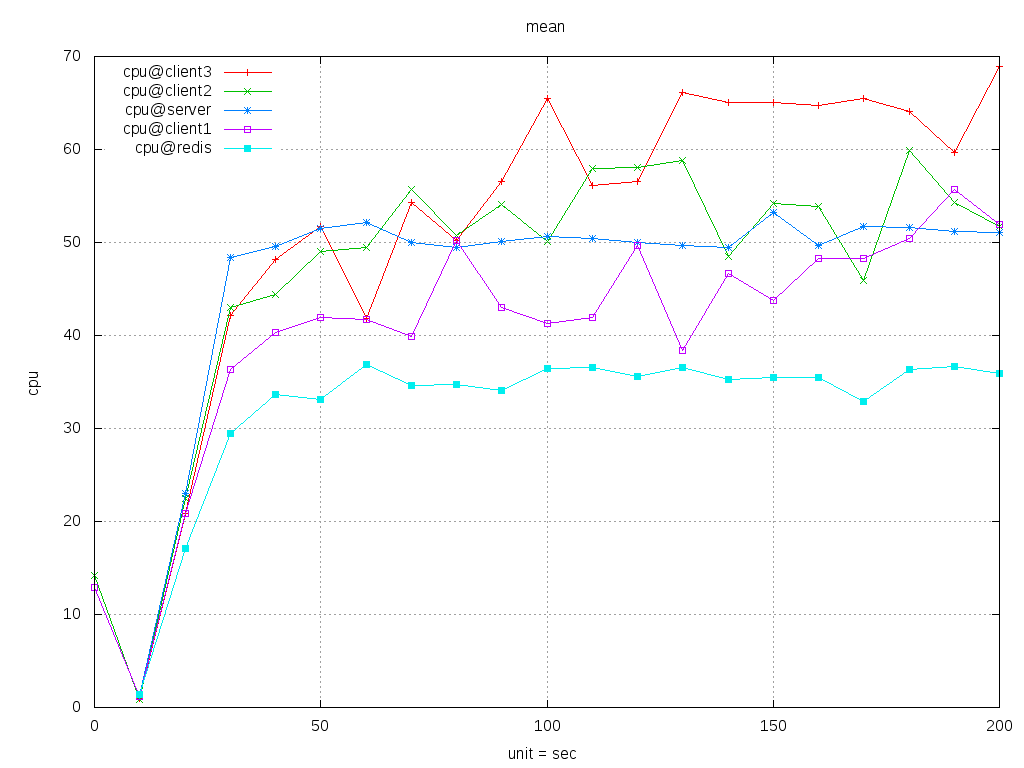 mean
cpu@client3
cpu@client2
cpu@server
cpu@client1
cpu@redis
cpu
70
60
50
40
30
20
10
0
0 50 100 150 200
unit = sec